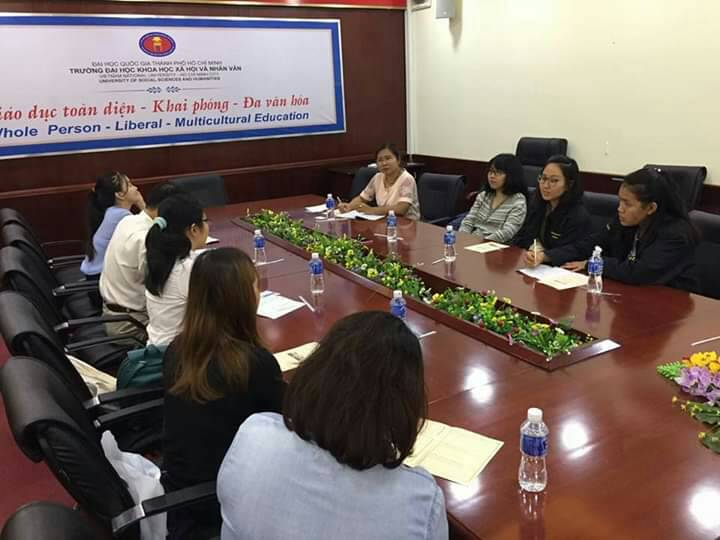 ĐẠI HỌC QUỐC GIA THÀNH PHỐ HỒ CHÍ MINH
TRƯỜNG ĐẠI HỌC KHOA HỌC XÃ HỘI VÀ NHÂN VĂN
VIETNAM NATIONAL UNIVERSITY - HO CHI MINH CITY
UNIVERSITY OF SOCIAL SCIENCES AND HUMANITIES
iáo dục toàn diện - Khai phóng - Đa văn hóa
Whole Person - Liberal - Multicultural Education